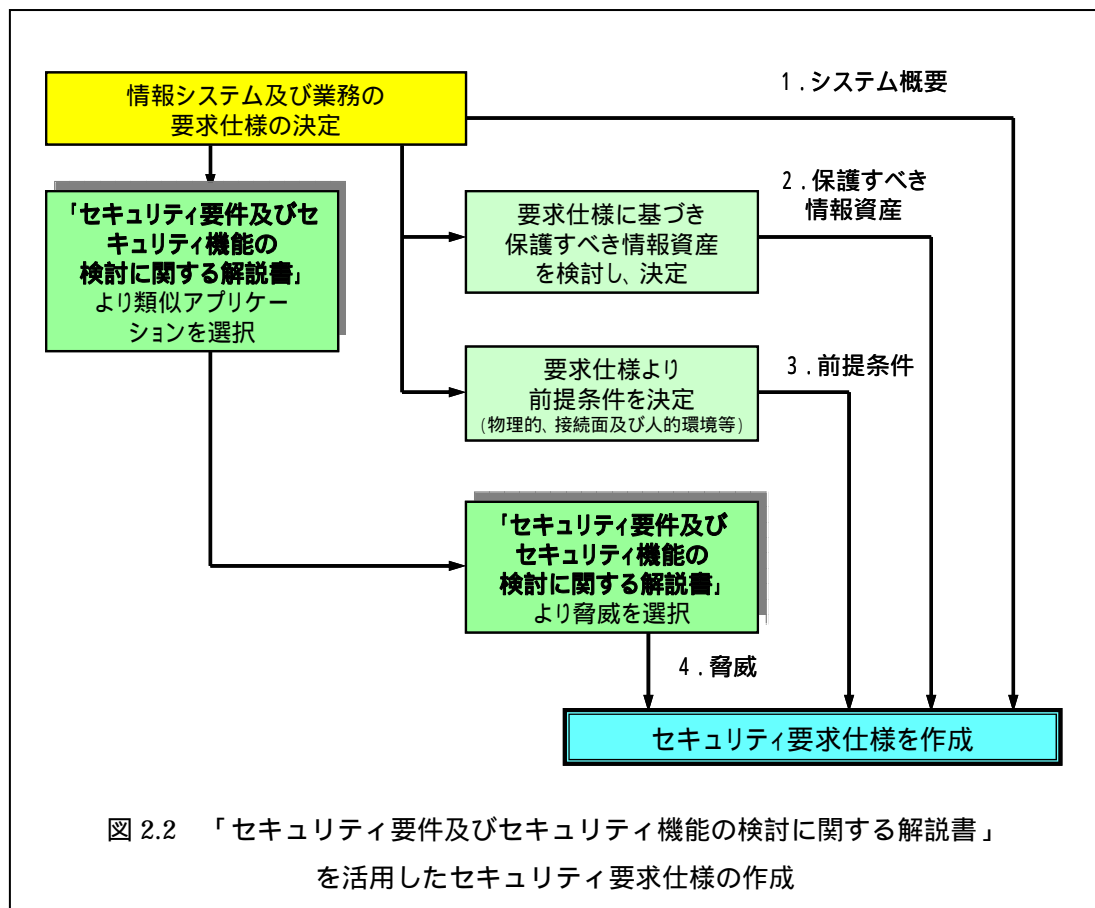 情報システム及び業務の
要求仕様の決定
1．システム概要
「セキュリティ要件及びセ
キュリティ機能の
検討に関する解説書」
より類似アプリケー
ションを選択
要求仕様に基づき
保護すべき情報資産
を検討し、決定
2．保護すべき
情報資産
要求仕様より
前提条件を決定
(物理的、接続面及び人的環境等)
3．前提条件
「セキュリティ要件及び
セキュリティ機能の
検討に関する解説書」
より脅威を選択
4．脅威
セキュリティ要求仕様を作成
図 2.2 「セキュリティ要件及びセキュリティ機能の検討に関する解説書」
を活用したセキュリティ要求仕様の作成